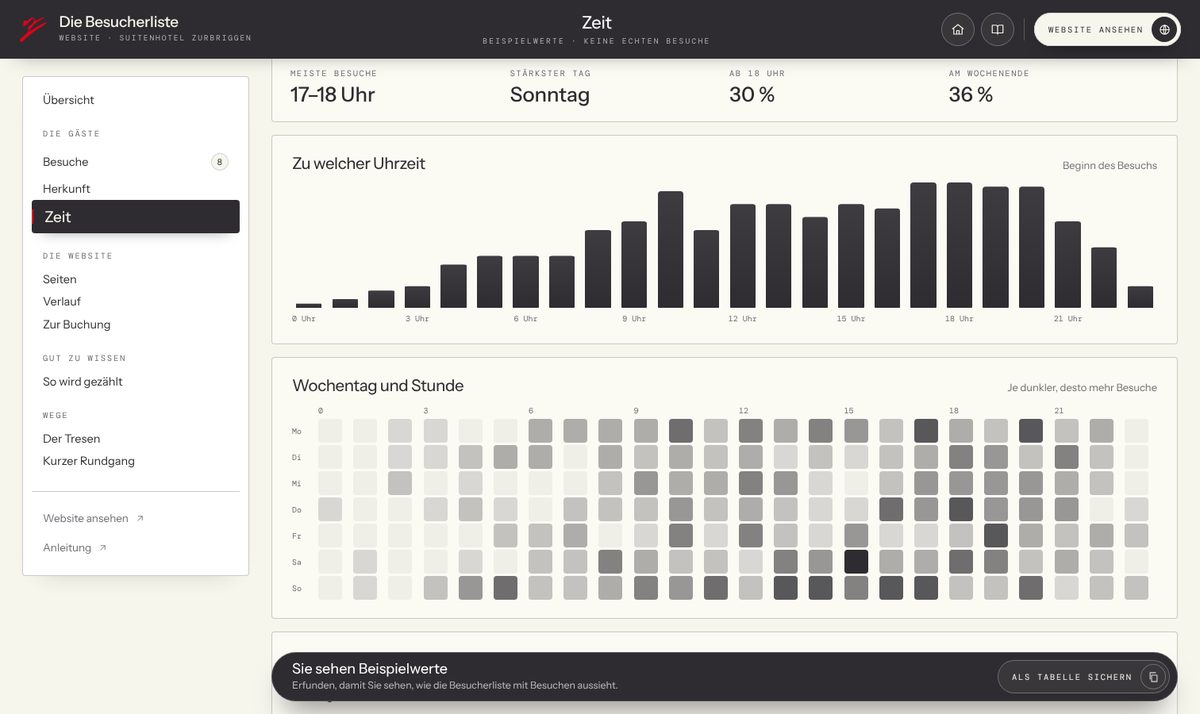 Die Besucherliste
WEBSITE · SUITENHOTEL ZURBRIGGEN
Zeit
BEISPIELWERTE · KEINE ECHTEN BESUCHE
WEBSITE ANSEHEN
Übersicht
DIE GÄSTE
Besuche 8
Herkunft
Zeit
DIE WEBSITE
Seiten
Verlauf
Zur Buchung
GUT ZU WISSEN
So wird gezählt
WEGE
Der Tresen
Kurzer Rundgang
Website ansehen
Anleitung
MEISTE BESUCHE
17–18 Uhr
STÄRKSTER TAG
Sonntag
AB 18 UHR
30 %
AM WOCHENENDE
36 %
Zu welcher Uhrzeit
Beginn des Besuchs
0 Uhr 3 Uhr 6 Uhr 9 Uhr 12 Uhr 15 Uhr 18 Uhr 21 Uhr
Wochentag und Stunde
Je dunkler, desto mehr Besuche
0 3 6 9 12 15 18 21
Mo
Di
Mi
Do
Fr
Sa
So
Sie sehen Beispielwerte
Erfunden, damit Sie sehen, wie die Besucherliste mit Besuchen aussieht.
ALS TABELLE SICHERN